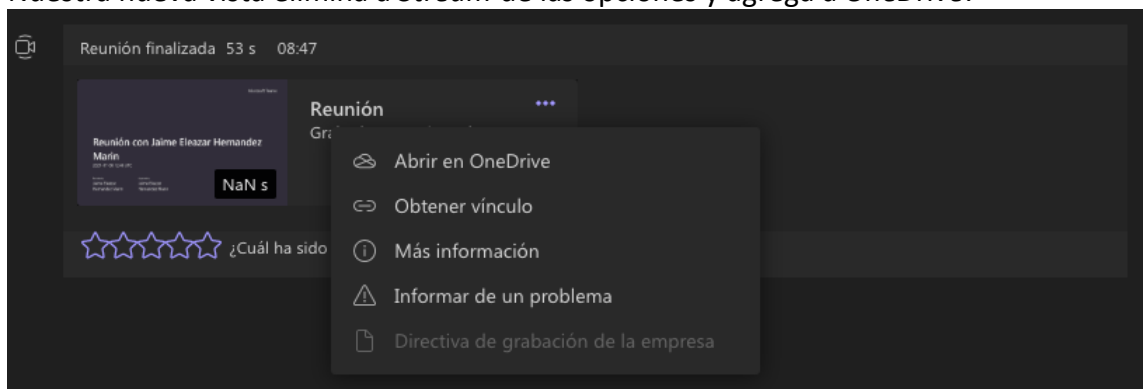 Nuestra nueva vista elimina a Stream de las opciones y agrega a OneDrive.
Reunión finalizada 53 s 08:47
Reunión con Jaime Eleazar Hernandez
Marin
NaN s
Reunión
Abrir en OneDrive
Obtener vínculo
Más información
Informar de un problema
Directiva de grabación de la empresa
¿Cuál ha sido